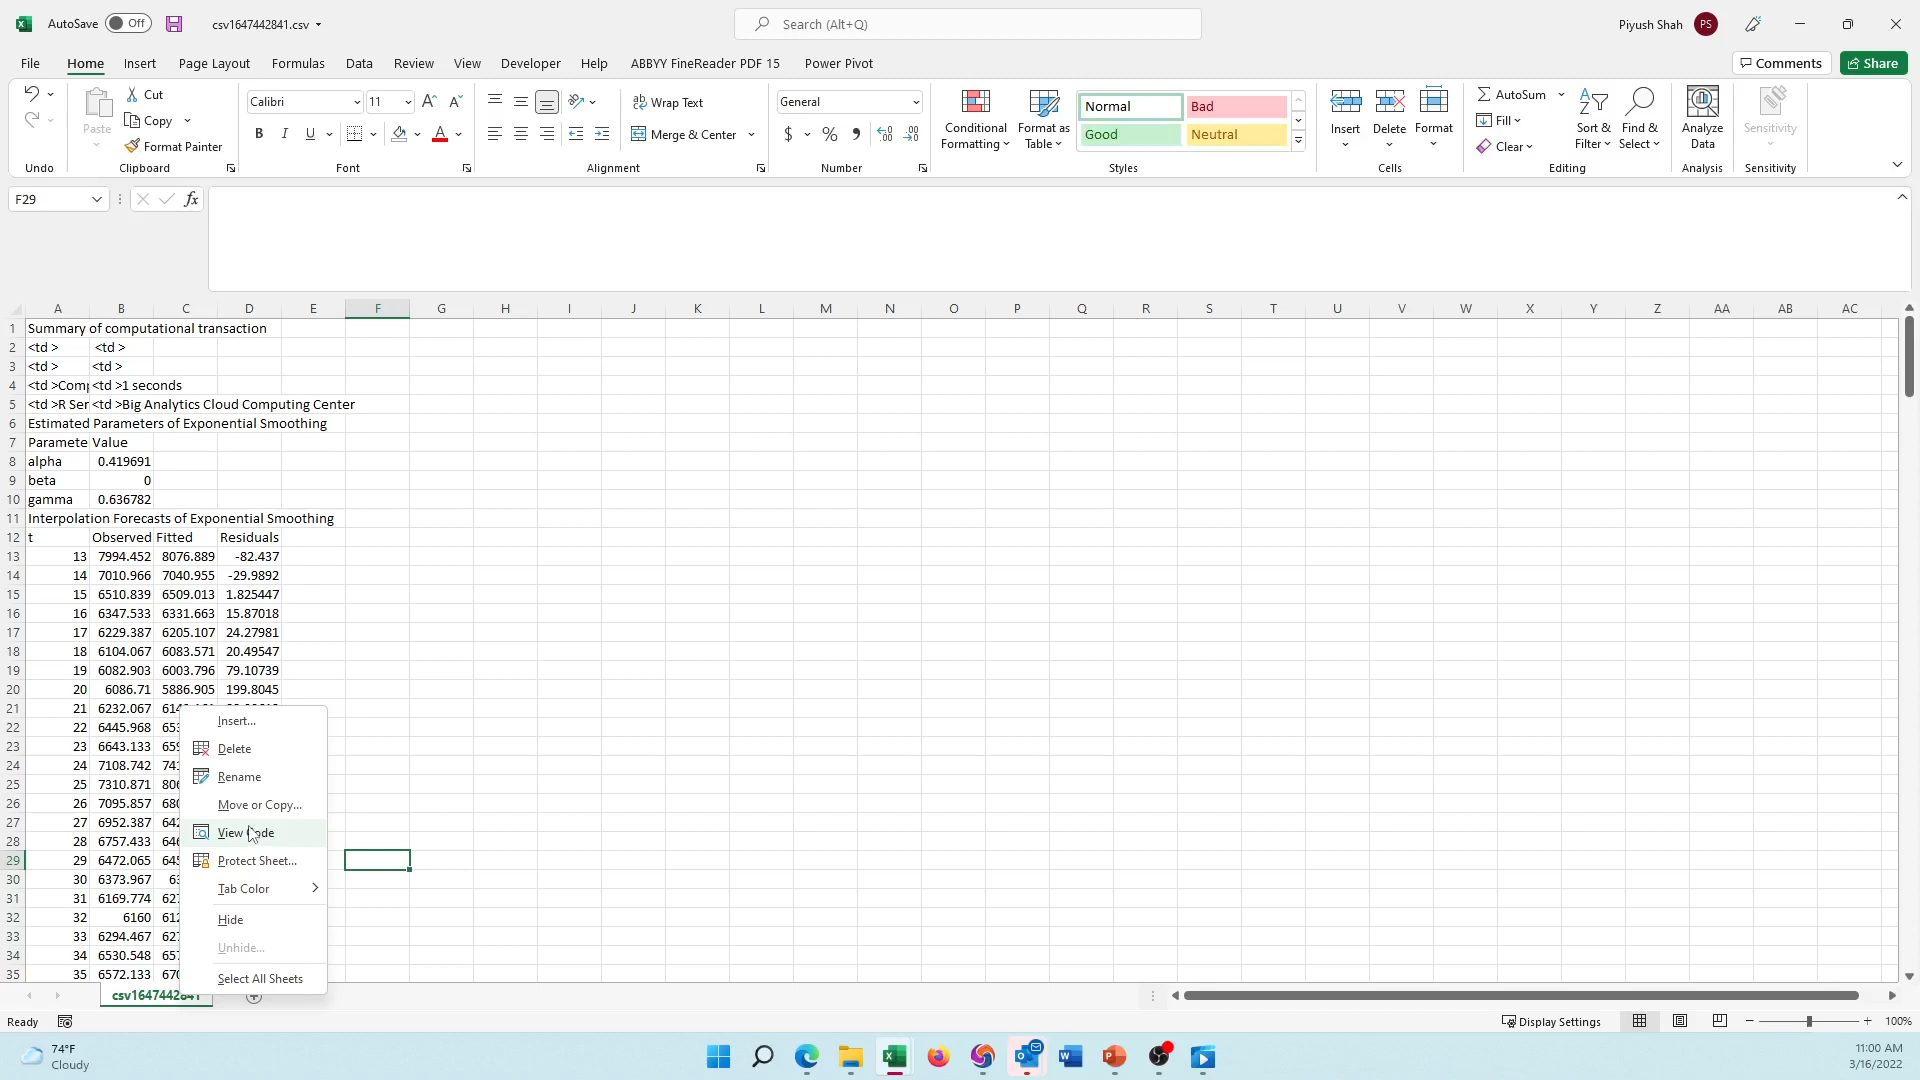 AutoSave Off csv1647442841.csv Search (Alt+Q) Piyush Shah PS
File Home Insert Page Layout Formulas Data Review View Developer Help ABBYY FineReader PDF 15 Power Pivot Comments Share
Paste Cut Copy Format Painter
Calibri 11 B I U
Wrap Text Merge & Center
General $ % 9
Conditional Formatting Format as Table Normal Bad Good Neutral
Insert Delete Format
AutoSum Fill Clear Sort & Filter Find & Select
Analyze Data Sensitivity
Undo Clipboard Font Alignment Number Styles Cells Editing Analysis Sensitivity
F29 fx
A B C D E F G H I J K L M N O P Q R S T U V W X Y Z AA AB AC
1 Summary of computational transaction
2 <td > <td >
3 <td > <td >
4 <td >Comp <td >1 seconds
5 <td >R Ser <td >Big Analytics Cloud Computing Center
6 Estimated Parameters of Exponential Smoothing
7 Paramete Value
8 alpha 0.419691
9 beta 0
10 gamma 0.636782
11 Interpolation Forecasts of Exponential Smoothing
12 t Observed Fitted Residuals
13 13 7994.452 8076.889 -82.437
14 14 7010.966 7040.955 -29.9892
15 15 6510.839 6509.013 1.825447
16 16 6347.533 6331.663 15.87018
17 17 6229.387 6205.107 24.27981
18 18 6104.067 6083.571 20.49547
19 19 6082.903 6003.796 79.10739
20 20 6086.71 5886.905 199.8045
21 21 6232.067
22 22 6445.968
23 23 6643.133
24 24 7108.742
25 25 7310.871
26 26 7095.857
27 27 6952.387
28 28 6757.433
29 29 6472.065
30 30 6373.967
31 31 6169.774
32 32 6160
33 33 6294.467
34 34 6530.548
35 35 6572.133
Insert...
Delete
Rename
Move or Copy...
View Code
Protect Sheet...
Tab Color
Hide
Unhide...
Select All Sheets
csv1647442841
Ready Display Settings 100%
74°F
Cloudy
11:00 AM
3/16/2022